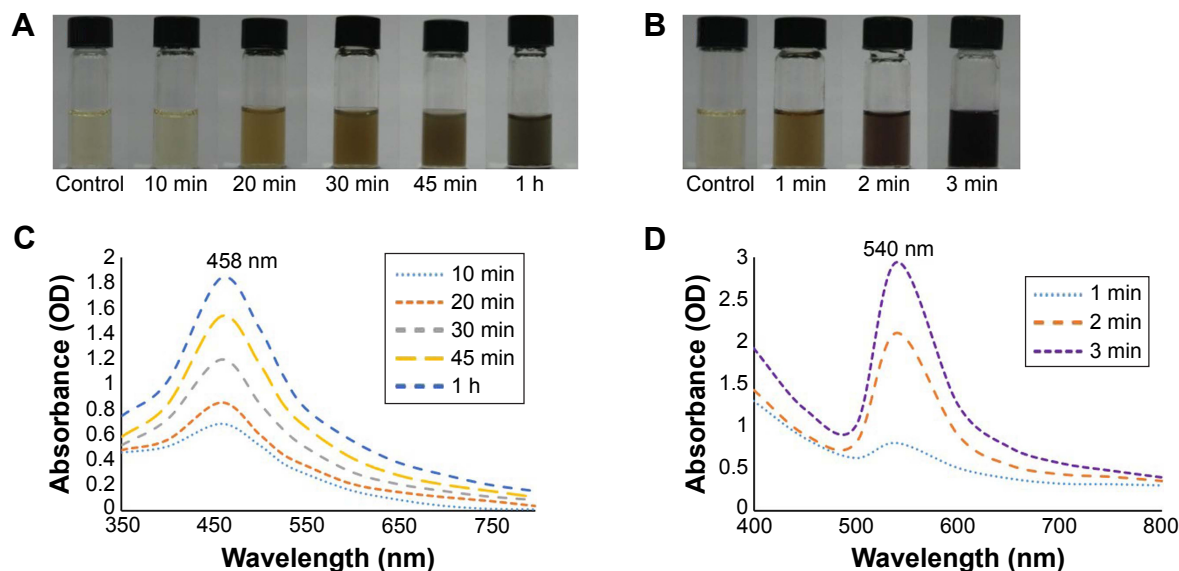 A
Control 10 min 20 min 30 min 45 min 1 h
B
Control 1 min 2 min 3 min
C
Absorbance (OD)
2
1.8
1.6
1.4
1.2
1
0.8
0.6
0.4
0.2
0
458 nm
10 min
20 min
30 min
45 min
1 h
350 450 550 650 750
Wavelength (nm)
D
Absorbance (OD)
3
2.5
2
1.5
1
0.5
0
540 nm
1 min
2 min
3 min
400 500 600 700 800
Wavelength (nm)